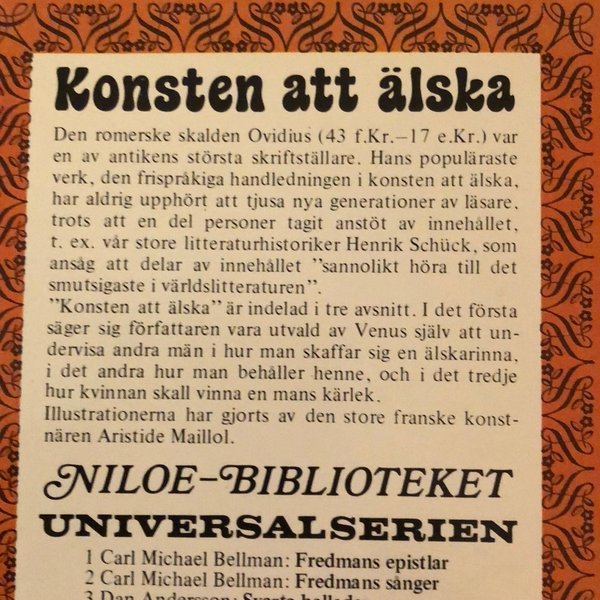 Konsten att älska
Den romerske skalden Ovidius (43 f.Kr.–17 e.Kr.) var
en av antikens största skriftställare. Hans populäraste
verk, den frispråkiga handledningen i konsten att älska,
har aldrig upphört att tjusa nya generationer av läsare,
trots att en del personer tagit anstöt av innehållet,
t. ex. vår store litteraturhistoriker Henrik Schück, som
ansåg att delar av innehållet ”sannolikt höra till det
smutsigaste i världslitteraturen”.
”Konsten att älska” är indelad i tre avsnitt. I det första
säger sig författaren vara utvald av Venus själv att un-
dervisa andra män i hur man skaffar sig en älskarinna,
i det andra hur man behåller henne, och i det tredje
hur kvinnan skall vinna en mans kärlek.
Illustrationerna har gjorts av den store franske konst-
nären Aristide Maillol.
NILOE–BIBLIOTEKET
UNIVERSALSERIEN
1 Carl Michael Bellman: Fredmans epistlar
2 Carl Michael Bellman: Fredmans sånger
3 Dan Andersson: Svarta